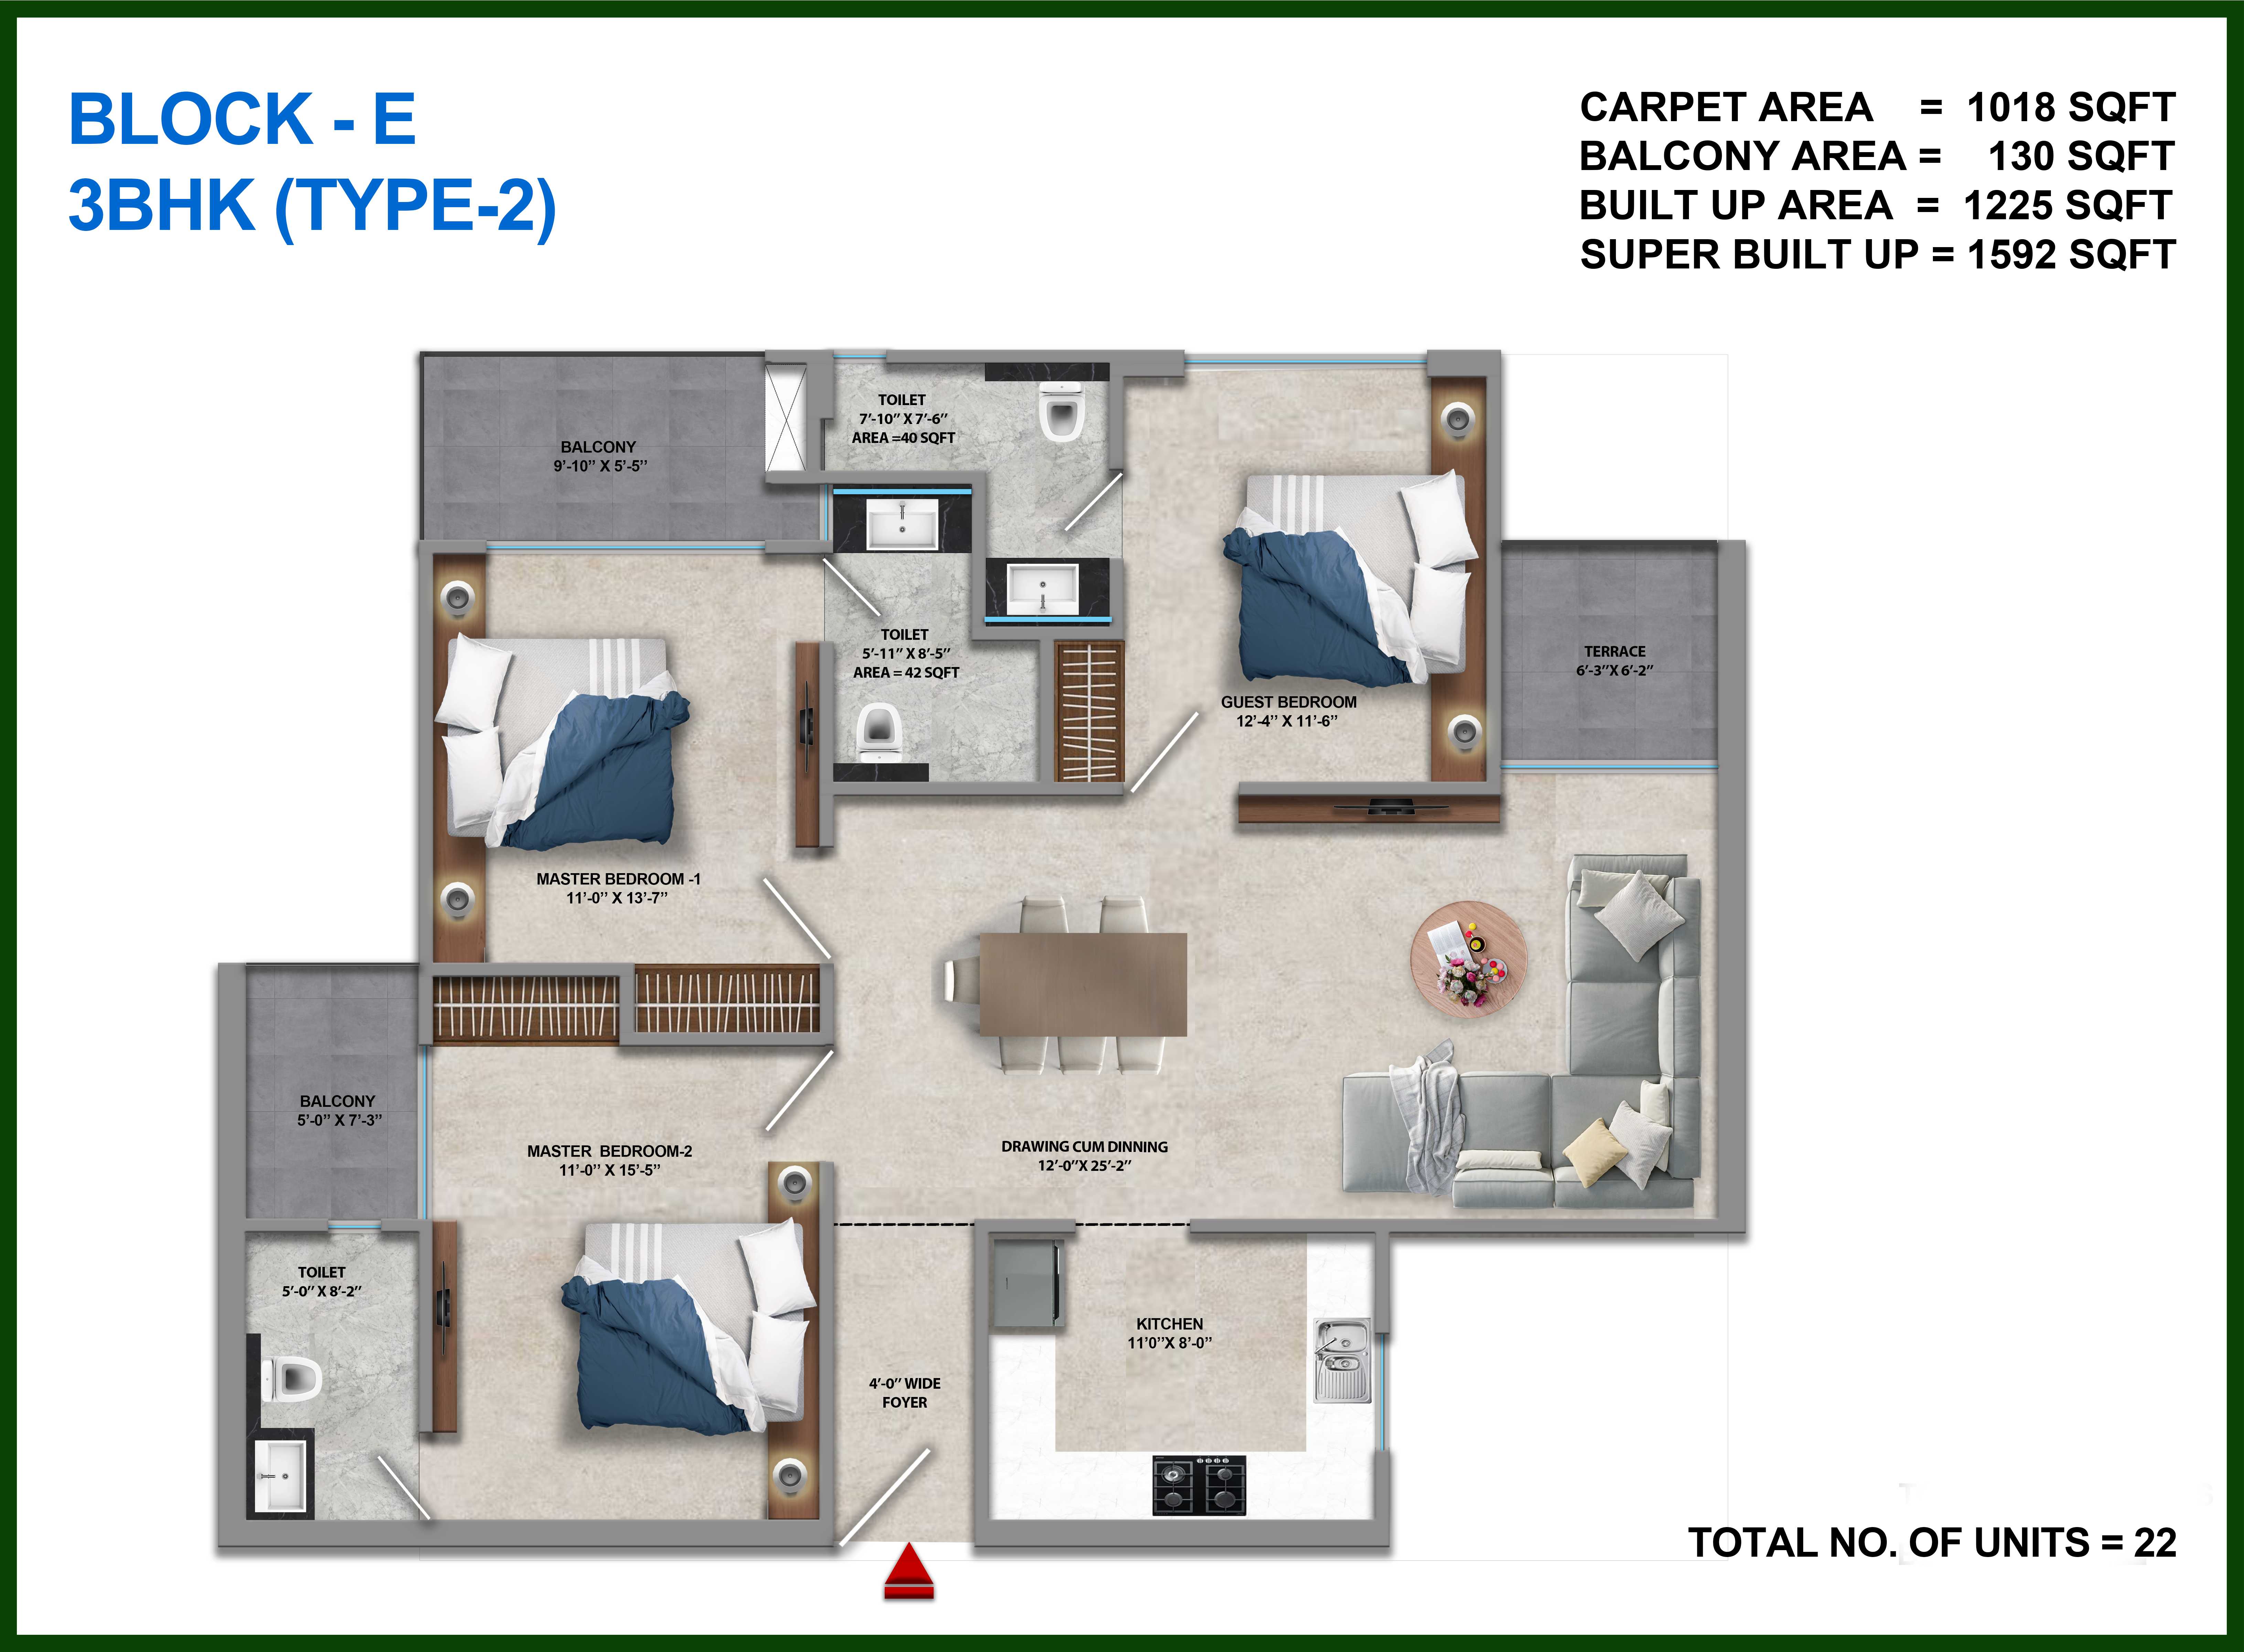 BLOCK - E
3BHK (TYPE-2)
CARPET AREA = 1018 SQFT
BALCONY AREA = 130 SQFT
BUILT UP AREA = 1225 SQFT
SUPER BUILT UP = 1592 SQFT
TOILET
7'-10" X 7'-6"
AREA =40 SQFT
BALCONY
9'-10" X 5'-5"
TOILET
5'-11" X 8'-5"
AREA = 42 SQFT
TERRACE
6'-3"X 6'-2"
GUEST BEDROOM
12'-4" X 11'-6"
MASTER BEDROOM -1
11'-0" X 13'-7"
BALCONY
5'-0" X 7'-3"
MASTER BEDROOM-2
11'-0" X 15'-5"
DRAWING CUM DINNING
12'-0"X 25'-2"
TOILET
5'-0" X 8'-2"
KITCHEN
11'0"X 8'-0"
4'-0" WIDE
FOYER
TOTAL NO. OF UNITS = 22